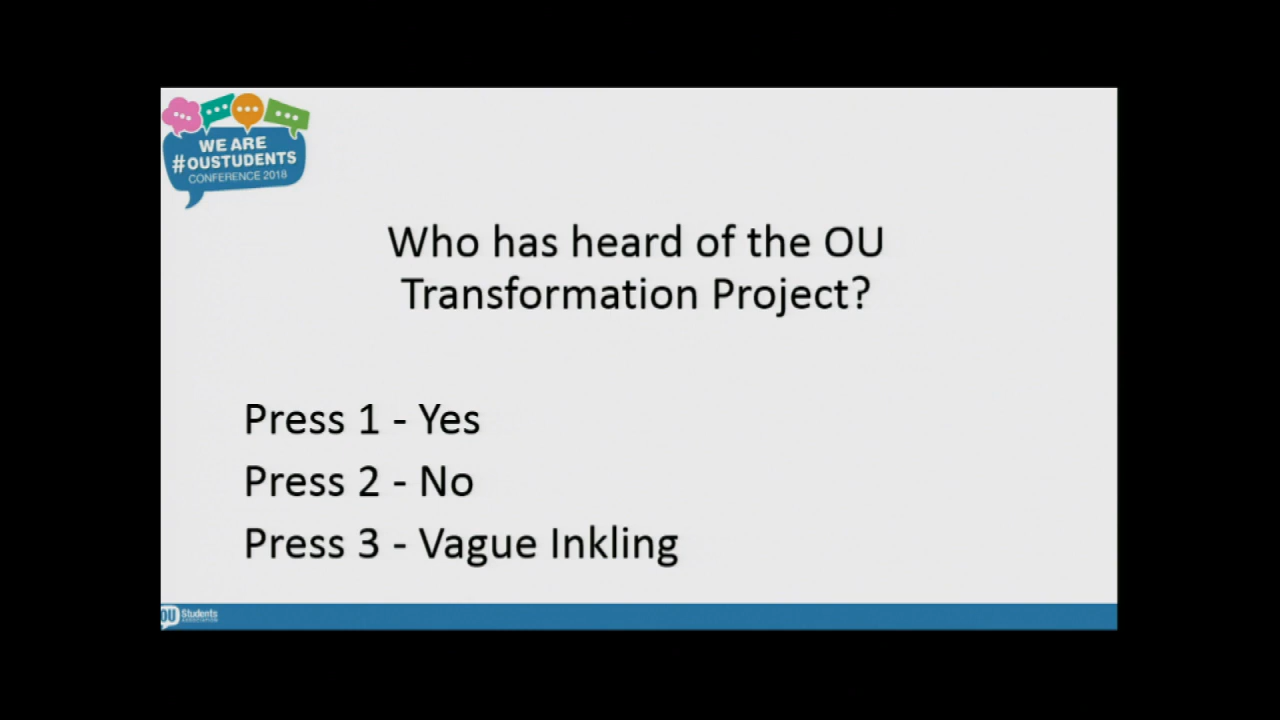 WE ARE
#OUSTUDENTS
CONFERENCE 2018
Who has heard of the OU
Transformation Project?
Press 1 - Yes
Press 2 - No
Press 3 - Vague Inkling
OU Students
ASSOCIATION